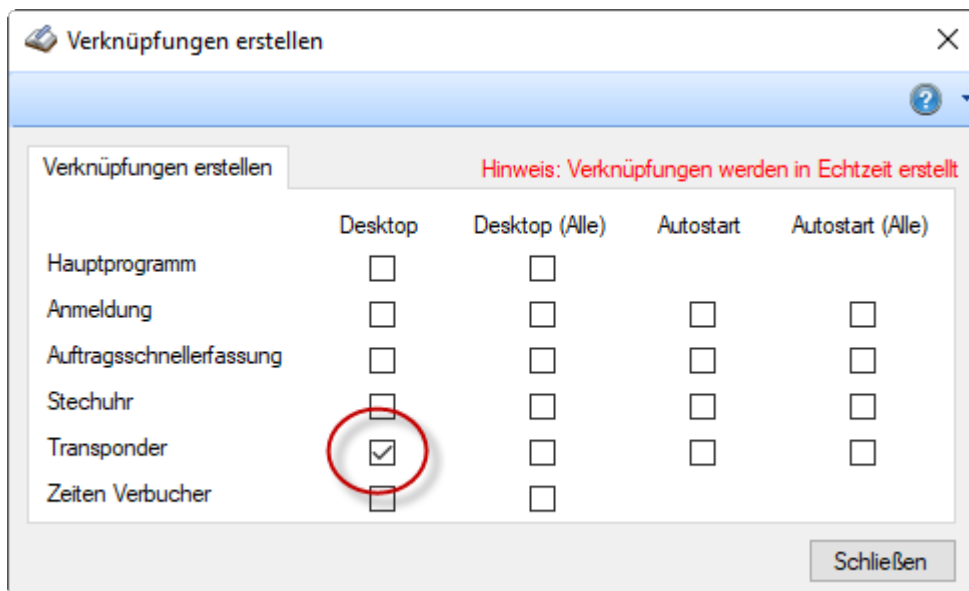 Verknüpfungen erstellen
Verknüpfungen erstellen
Hinweis: Verknüpfungen werden in Echtzeit erstellt
Desktop Desktop (Alle) Autostart Autostart (Alle)
Hauptprogramm
Anmeldung
Auftragsschnellerfassung
Stechuhr
Transponder
Zeiten Verbucher
Schließen